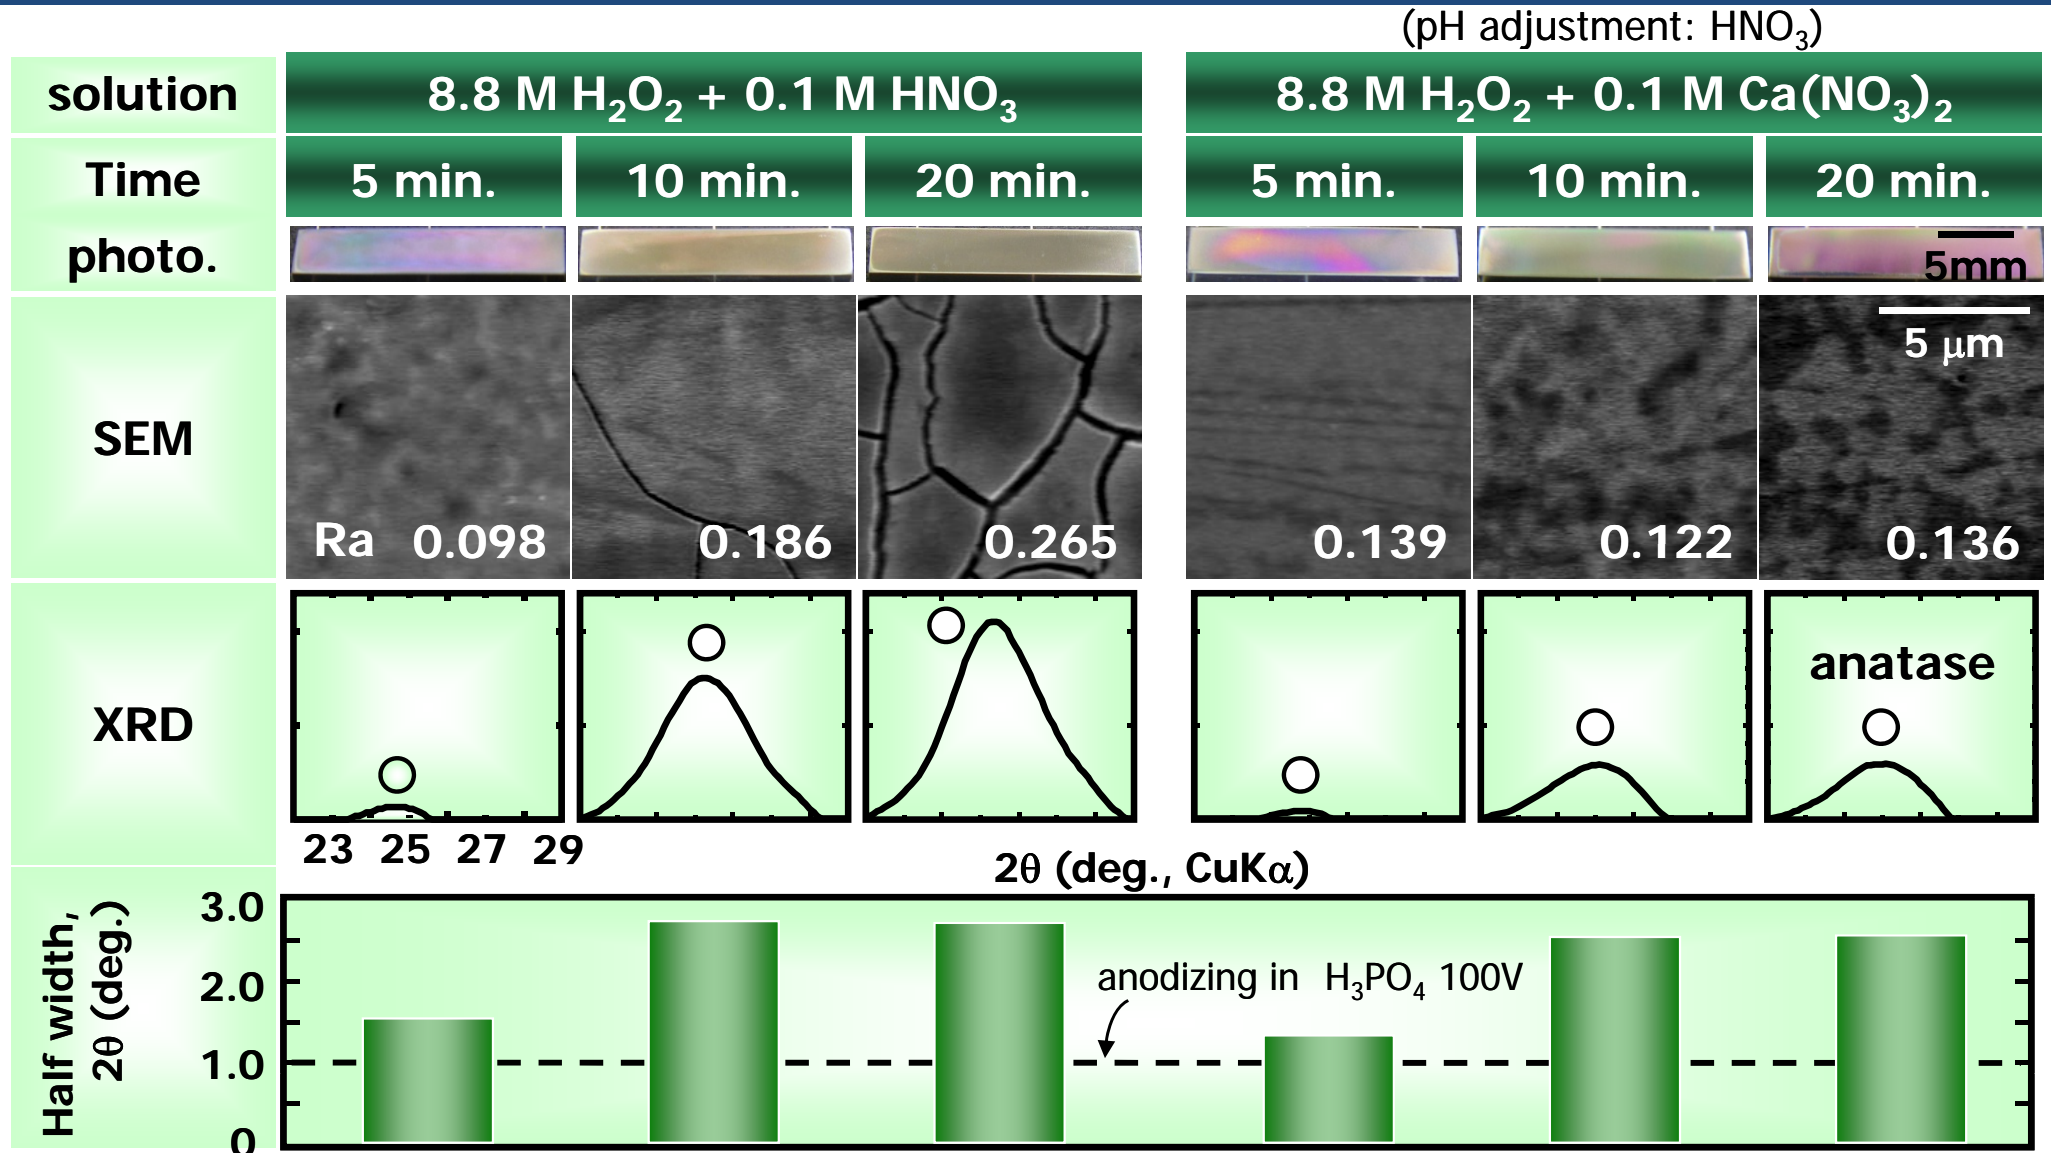 (pH adjustment: HNO₃)
solution
8.8 M H₂O₂ + 0.1 M HNO₃
8.8 M H₂O₂ + 0.1 M Ca(NO₃)₂
Time
5 min.
10 min.
20 min.
5 min.
10 min.
20 min.
photo.
5mm
SEM
5 μm
Ra 0.098
0.186
0.265
0.139
0.122
0.136
XRD
anatase
23 25 27 29
2θ (deg., CuKα)
Half width,
2θ (deg.)
3.0
2.0
1.0
0
anodizing in H₃PO₄ 100V